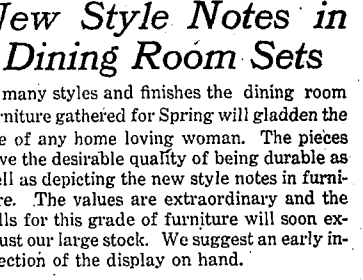 New Style Notes in
Dining Room Sets
many styles and finishes the dining room
rniture gathered for Spring will gladden the
e of any home loving woman. The pieces
ve the desirable quality of being durable as
ell as depicting the new style notes in furni-
re. The values are extraordinary and the
lls for this grade of furniture will soon ex-
ust our large stock. We suggest an early in-
ection of the display on hand.